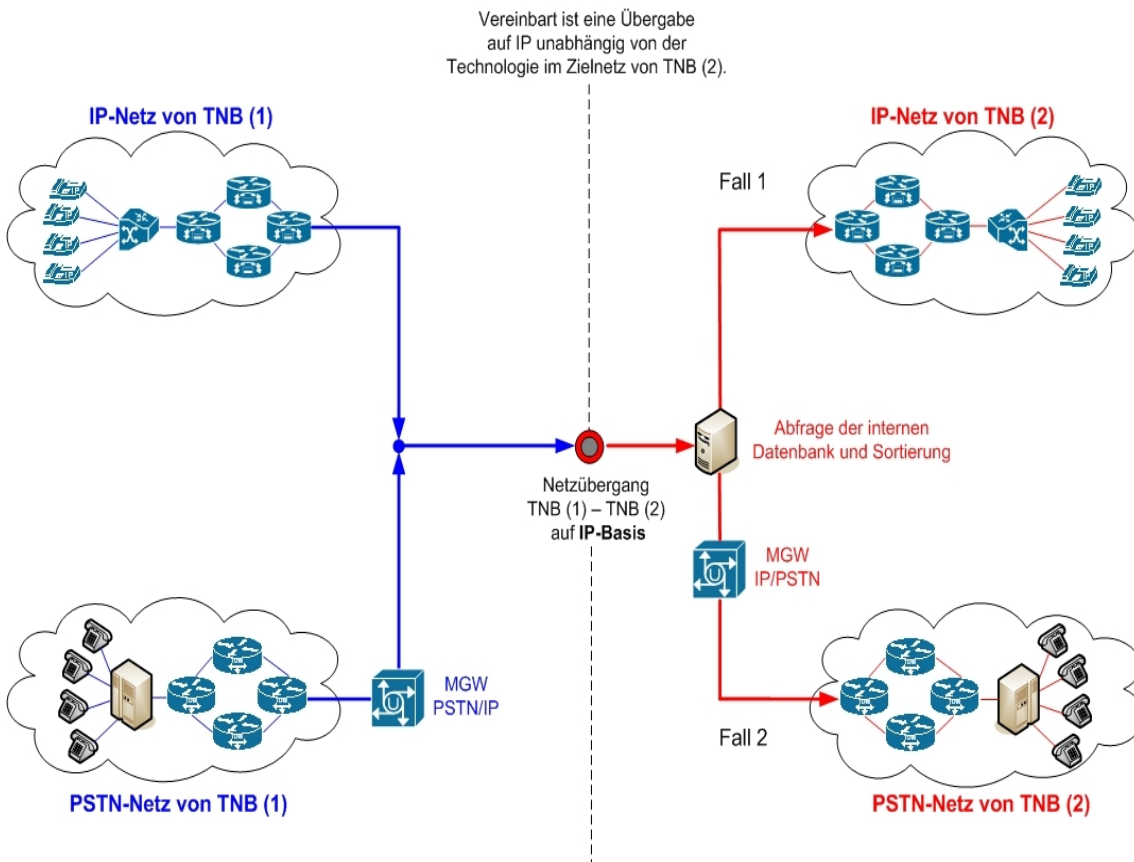 Vereinbart ist eine Übergabe
auf IP unabhängig von der
Technologie im Zielnetz von TNB (2).
IP-Netz von TNB (1)
IP-Netz von TNB (2)
Fall 1
Abfrage der internen
Datenbank und Sortierung
Netzübergang
TNB (1) – TNB (2)
auf IP-Basis
MGW
IP/PSTN
MGW
PSTN/IP
Fall 2
PSTN-Netz von TNB (1)
PSTN-Netz von TNB (2)